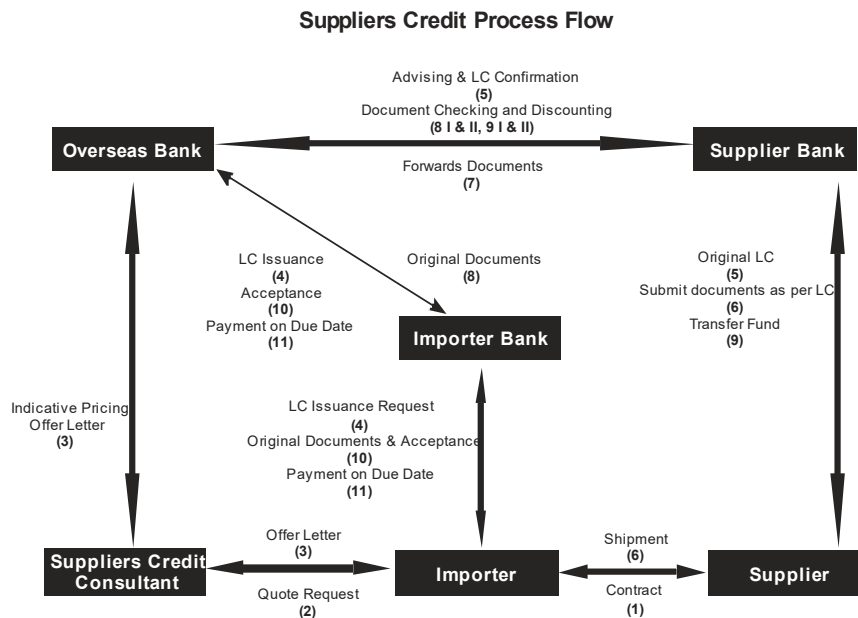 Suppliers Credit Process Flow
Advising & LC Confirmation
(5)
Document Checking and Discounting
(8 I & II, 9 I & II)
Overseas Bank
Supplier Bank
Forwards Documents
(7)
LC Issuance
(4)
Acceptance
(10)
Payment on Due Date
(11)
Original Documents
(8)
Original LC
(5)
Submit documents as per LC
(6)
Transfer Fund
(9)
Importer Bank
Indicative Pricing
Offer Letter
(3)
LC Issuance Request
(4)
Original Documents & Acceptance
(10)
Payment on Due Date
(11)
Offer Letter
(3)
Shipment
(6)
Suppliers Credit
Consultant
Importer
Supplier
Quote Request
(2)
Contract
(1)